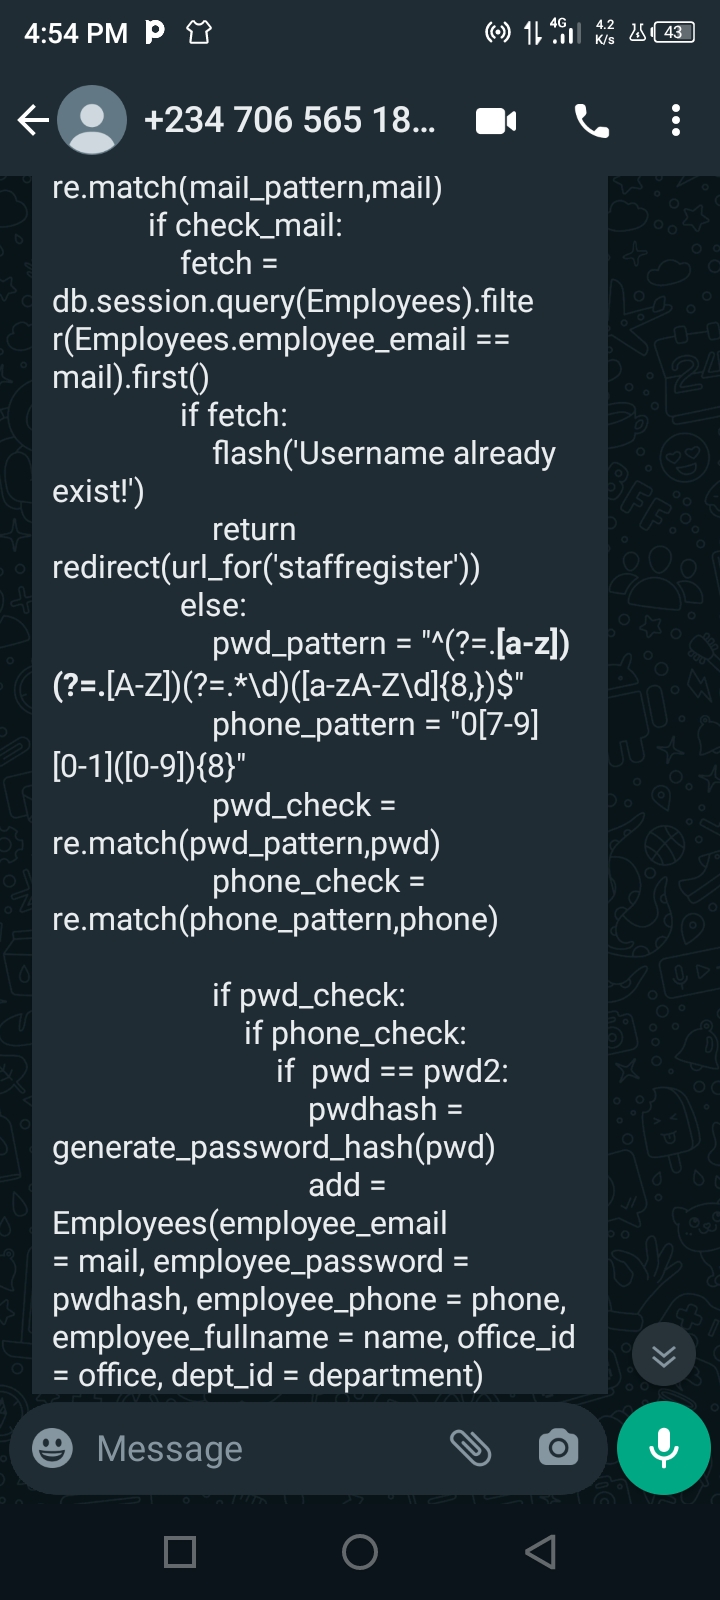 4:54 PM
4G
4.2
K/s
43
+234 706 565 18...
re.match(mail_pattern,mail)
if check_mail:
fetch =
db.session.query(Employees).filte
r(Employees.employee_email ==
mail).first()
if fetch:
flash('Username already
exist!')
return
redirect(url_for('staffregister'))
else:
pwd_pattern = "^(?=.[a-z])
(?=.[A-Z])(?=.*\d)([a-zA-Z\d]{8,})$"
phone_pattern = "0[7-9]
[0-1]([0-9]){8}"
pwd_check =
re.match(pwd_pattern,pwd)
phone_check =
re.match(phone_pattern,phone)
if pwd_check:
if phone_check:
if  pwd == pwd2:
pwdhash =
generate_password_hash(pwd)
add =
Employees(employee_email
= mail, employee_password =
pwdhash, employee_phone = phone,
employee_fullname = name, office_id
= office, dept_id = department)
Message